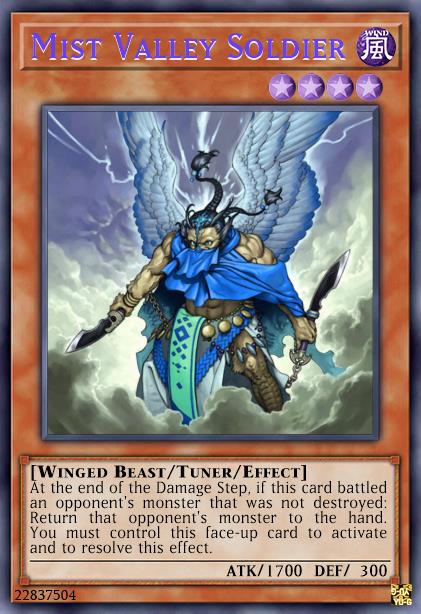 Mist Valley Soldier
WIND
風
[Winged Beast/Tuner/Effect]
At the end of the Damage Step, if this card battled
an opponent's monster that was not destroyed:
Return that opponent's monster to the hand.
You must control this face-up card to activate
and to resolve this effect.
ATK/1700 DEF/ 300
22837504